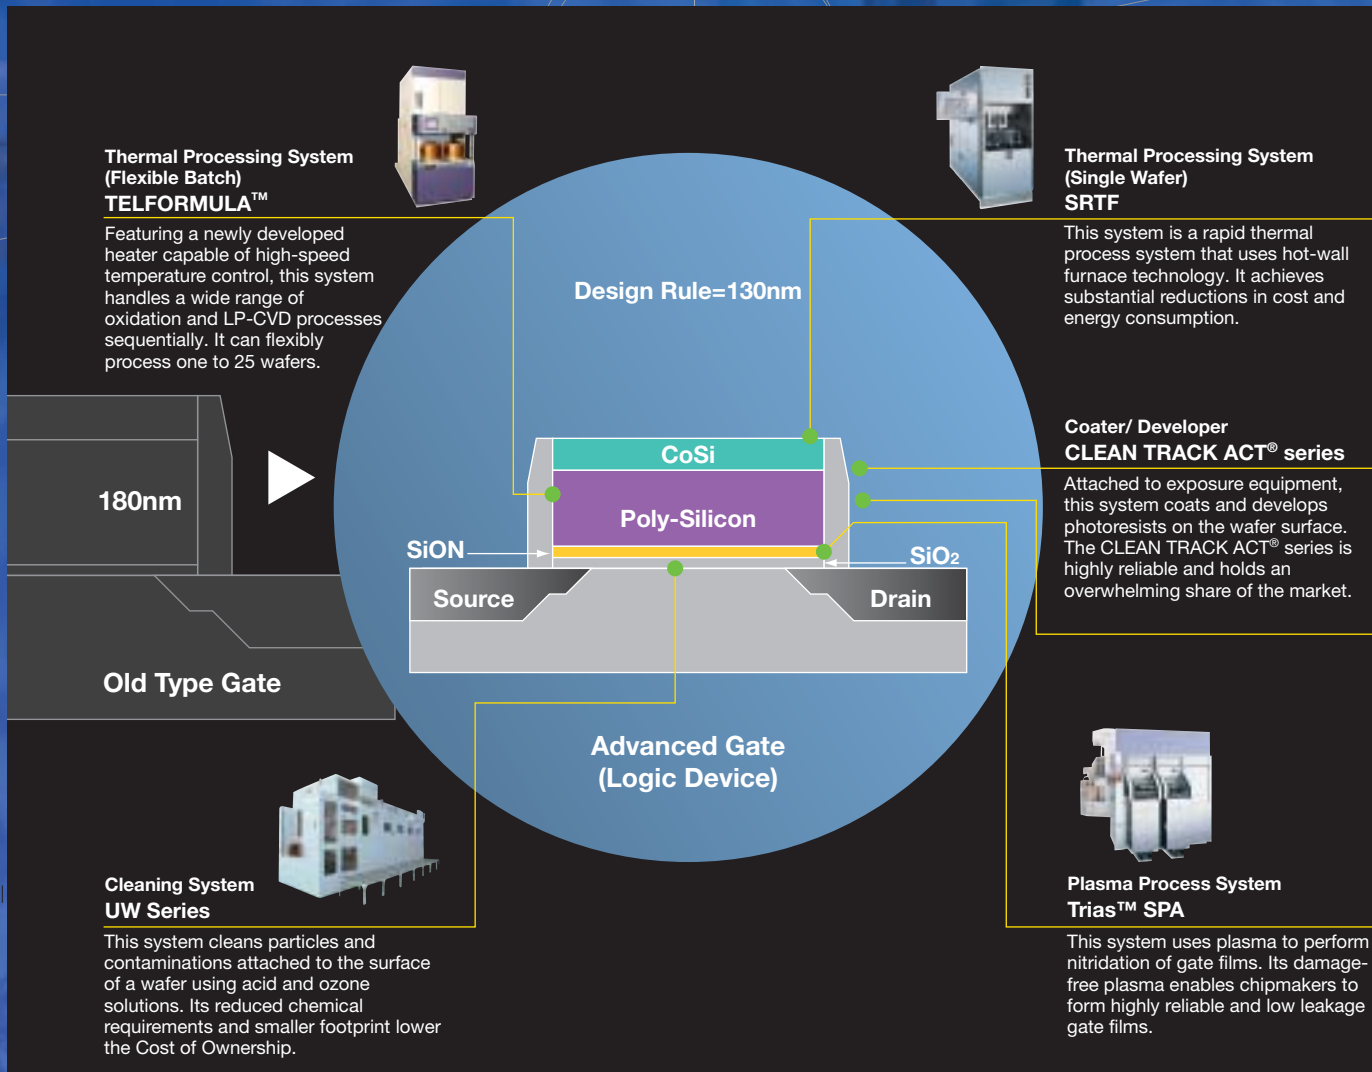 Thermal Processing System
(Flexible Batch)
TELFORMULA™
Featuring a newly developed
heater capable of high-speed
temperature control, this system
handles a wide range of
oxidation and LP-CVD processes
sequentially. It can flexibly
process one to 25 wafers.
Thermal Processing System
(Single Wafer)
SRTF
This system is a rapid thermal
process system that uses hot-wall
furnace technology. It achieves
substantial reductions in cost and
energy consumption.
Design Rule=130nm
Coater/ Developer
CLEAN TRACK ACT® series
Attached to exposure equipment,
this system coats and develops
photoresists on the wafer surface.
The CLEAN TRACK ACT® series is
highly reliable and holds an
overwhelming share of the market.
180nm
Old Type Gate
CoSi
Poly-Silicon
SiON
SiO2
Source
Drain
Advanced Gate
(Logic Device)
Cleaning System
UW Series
This system cleans particles and
contaminations attached to the surface
of a wafer using acid and ozone
solutions. Its reduced chemical
requirements and smaller footprint lower
the Cost of Ownership.
Plasma Process System
Trias™ SPA
This system uses plasma to perform
nitridation of gate films. Its damage-
free plasma enables chipmakers to
form highly reliable and low leakage
gate films.